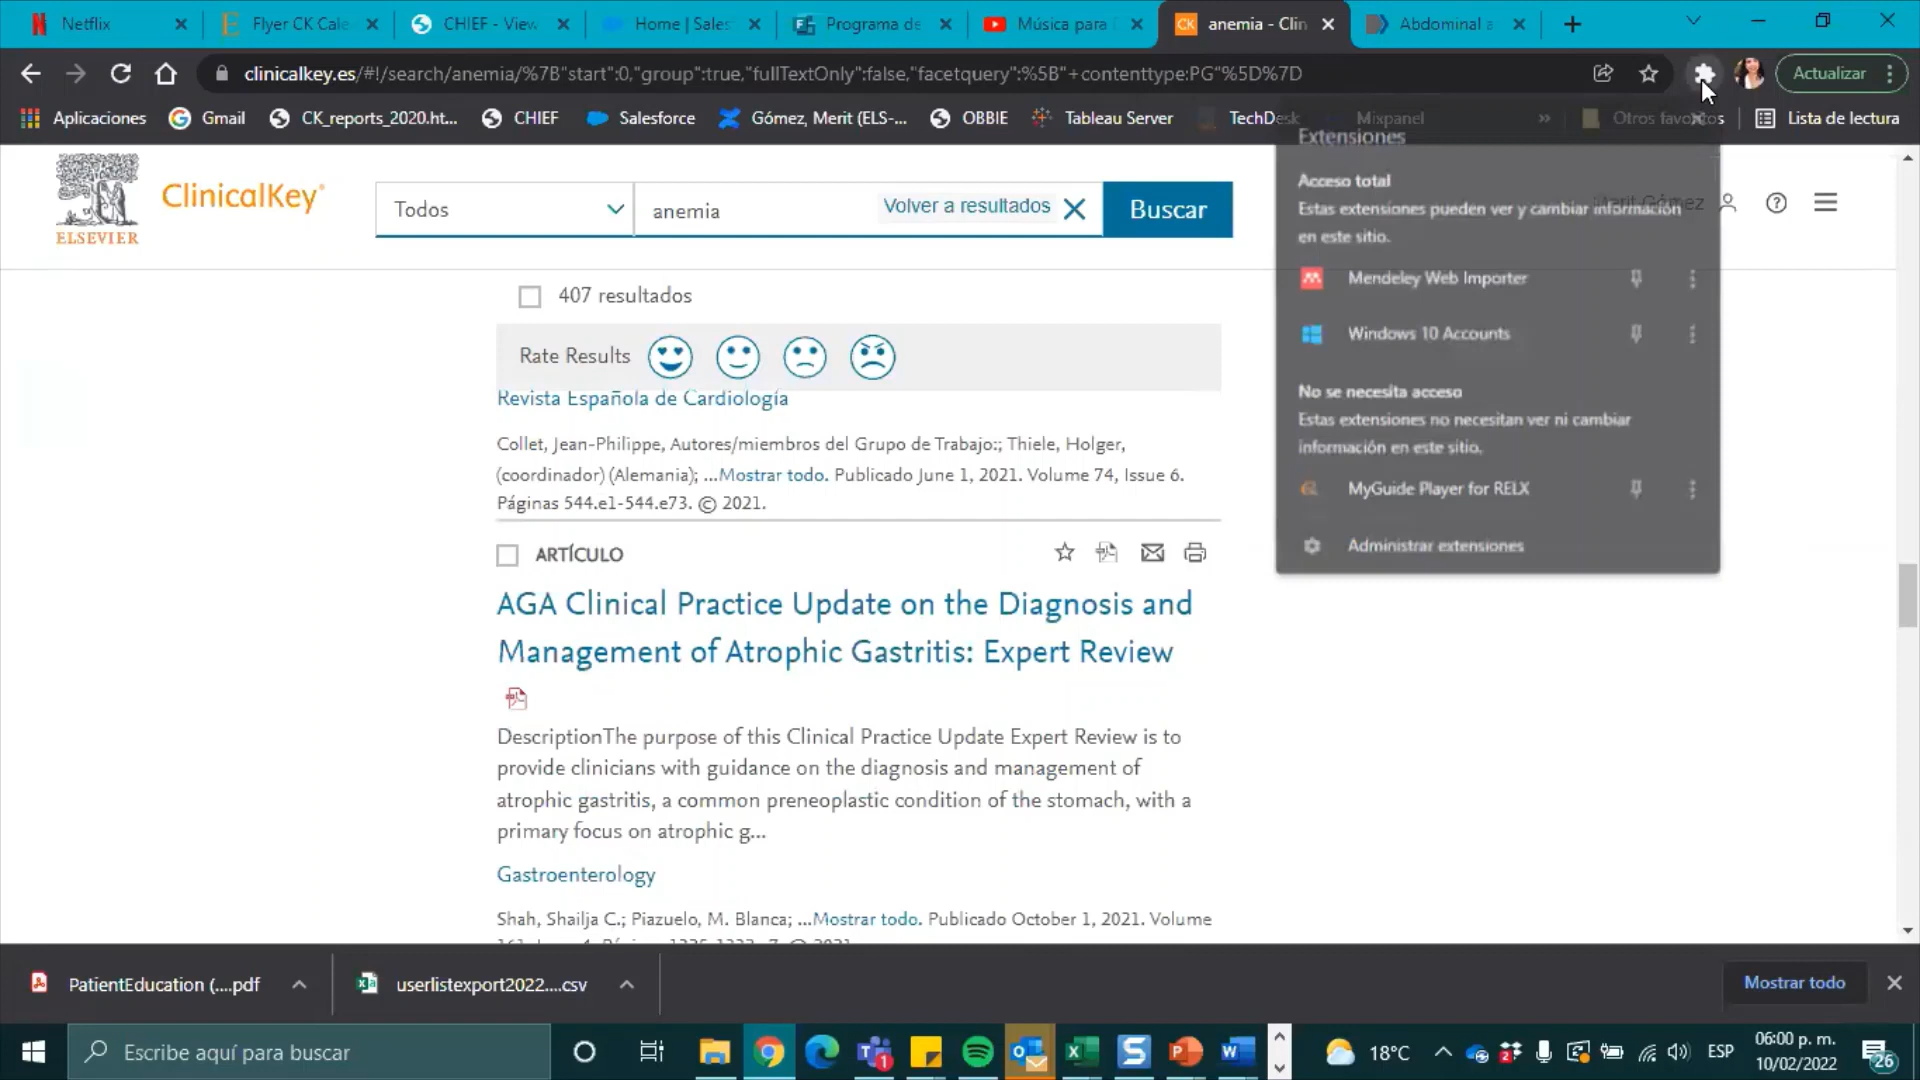 Netflix
Flyer CK Cale
CHIEF - View
Home | Sales
Programa de
Música para
CK
anemia - Clin
Abdominal a
clinicalkey.es/#!/search/anemia/%7B"start":0,"group":true,"fullTextOnly":false,"facetquery":%5B"+contenttype:PG"%5D%7D
Actualizar
Aplicaciones
Gmail
CK_reports_2020.ht...
CHIEF
Salesforce
Gómez, Merit (ELS-...
OBBIE
Tableau Server
TechDesk
Mixpanel
Otros favoritos
Lista de lectura
ELSEVIER
ClinicalKey®
Todos
anemia
Volver a resultados
Buscar
Extensiones
Acceso total
Estas extensiones pueden ver y cambiar información
en este sitio.
Mendeley Web Importer
Windows 10 Accounts
No se necesita acceso
Estas extensiones no necesitan ver ni cambiar
información en este sitio.
MyGuide Player for RELX
Administrar extensiones
Merit Gómez
407 resultados
Rate Results
Revista Española de Cardiología
Collet, Jean-Philippe, Autores/miembros del Grupo de Trabajo:; Thiele, Holger,
(coordinador) (Alemania); ...Mostrar todo. Publicado June 1, 2021. Volume 74, Issue 6.
Páginas 544.e1-544.e73. © 2021.
ARTÍCULO
AGA Clinical Practice Update on the Diagnosis and
Management of Atrophic Gastritis: Expert Review
DescriptionThe purpose of this Clinical Practice Update Expert Review is to
provide clinicians with guidance on the diagnosis and management of
atrophic gastritis, a common preneoplastic condition of the stomach, with a
primary focus on atrophic g...
Gastroenterology
Shah, Shailja C.; Piazuelo, M. Blanca; ...Mostrar todo. Publicado October 1, 2021. Volume
PatientEducation (....pdf
userlistexport2022....csv
Mostrar todo
Escribe aquí para buscar
18°C
ESP
06:00 p. m.
10/02/2022
26